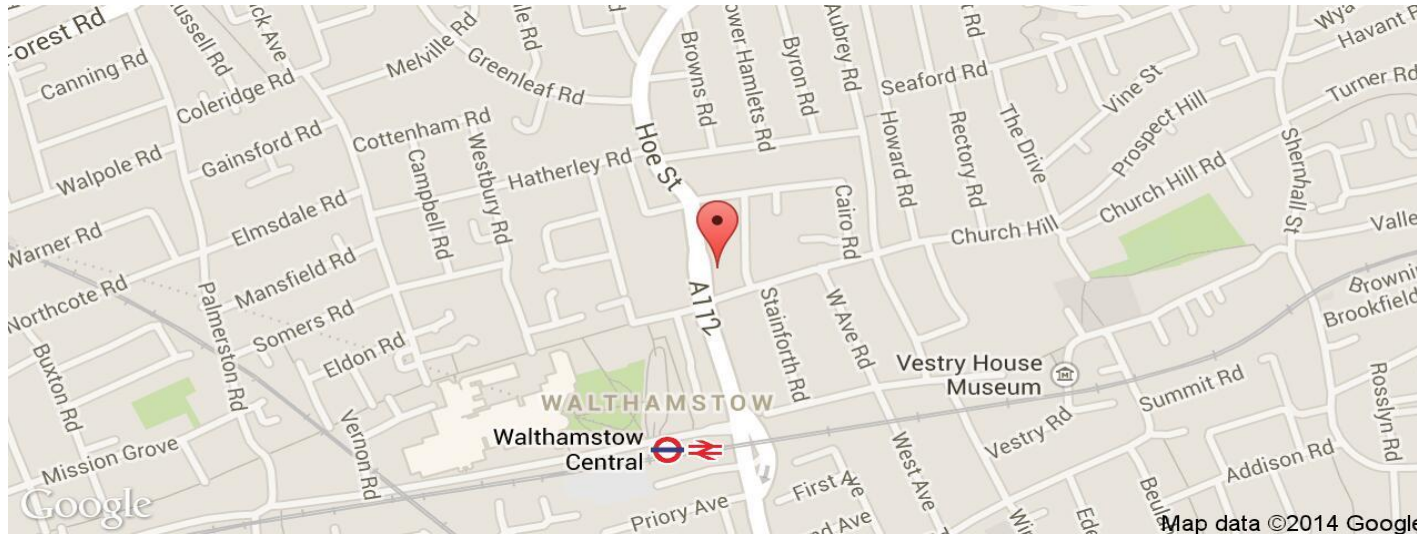 Forest Rd
Russell Rd
Melville Rd
Browns Rd
Byron Rd
Aubrey Rd
Havant
Canning Rd
Coleridge Rd
Greenleaf Rd
Tower Hamlets Rd
Seaford Rd
Vine St
Turner Rd
Walpole Rd
Gainsford Rd
Cottenham Rd
Campbell Rd
Westbury Rd
Hatherley Rd
Hoe St
Howard Rd
Rectory Rd
The Drive
Prospect Hill
Church Hill Rd
Shernhall St
Warner Rd
Elmsdale Rd
Cairo Rd
Church Hill
Northcote Rd
Palmerston Rd
Mansfield Rd
Somers Rd
Eldon Rd
A112
Stainforth Rd
W Ave Rd
Brookfield
Buxton Rd
Vestry House
Museum
Summit Rd
Rosslyn Rd
WALTHAMSTOW
Walthamstow
Central
Mission Grove
Vernon Rd
West Ave
Vestry Rd
Addison Rd
Priory Ave
First A
Google
Map data ©2014 Google